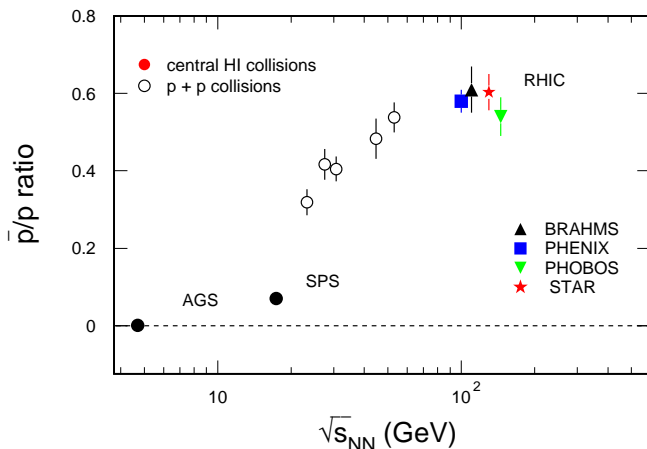 0.8
central HI collisions
p + p collisions
RHIC
0.6
0.4
p̅/p ratio
BRAHMS
PHENIX
PHOBOS
STAR
0.2
AGS
SPS
0
10
10²
√s̅NN (GeV)